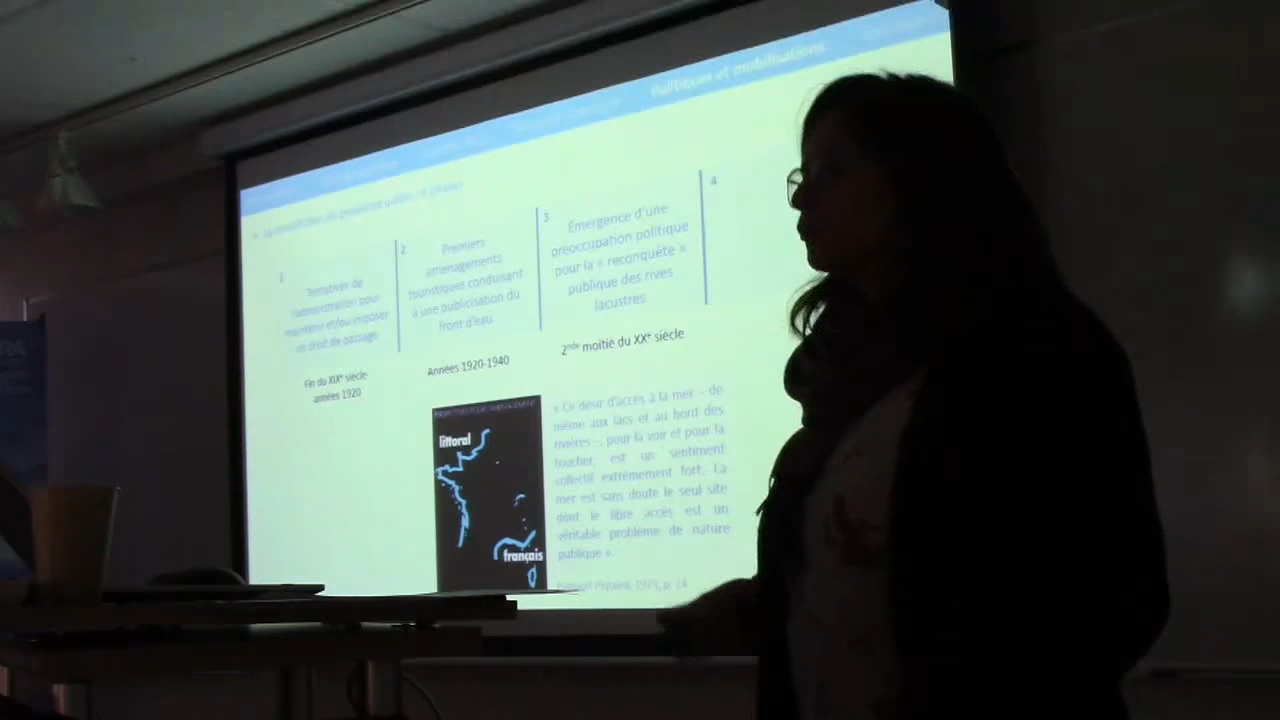 Politiques et mobilisations
1
Tentatives de
l'administration pour
maintenir et/ou imposer
un droit de passage
Fin du XIXe siècle
années 1920
2
Premiers
aménagements
touristiques conduisant
à une publicisation du
front d'eau
Années 1920-1940
3
Émergence d'une
préoccupation politique
pour la « reconquête »
publique des rives
lacustres
2nde moitié du XXe siècle
4
littoral
français
« Ce désir d'accès à la mer – de
même aux lacs et au bord des
rivières –, pour la voir et pour la
toucher, est un sentiment
collectif extrêmement fort. La
mer est sans doute le seul site
dont le libre accès est un
véritable problème de nature
publique ».
Rapport Piquard, 1973, p. 14